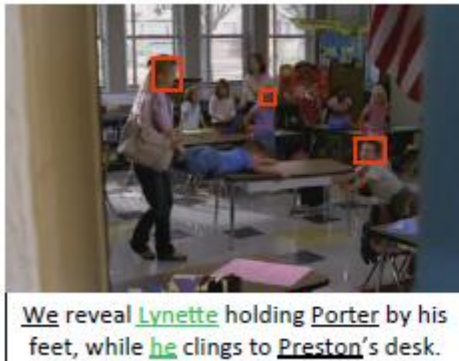 We reveal Lynette holding Porter by his
feet, while he clings to Preston's desk.